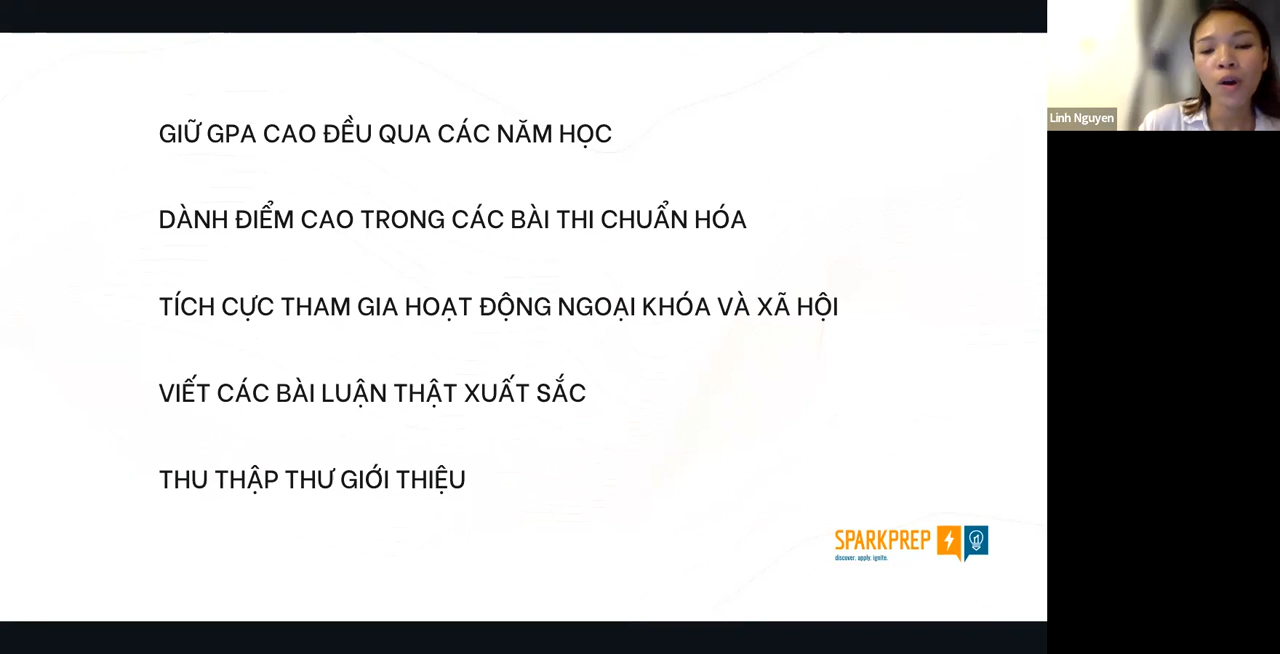 GIỮ GPA CAO ĐỀU QUA CÁC NĂM HỌC
DÀNH ĐIỂM CAO TRONG CÁC BÀI THI CHUẨN HÓA
TÍCH CỰC THAM GIA HOẠT ĐỘNG NGOẠI KHÓA VÀ XÃ HỘI
VIẾT CÁC BÀI LUẬN THẬT XUẤT SẮC
THU THẬP THƯ GIỚI THIỆU
SPARKPREP
discover. apply. ignite.
Linh Nguyen